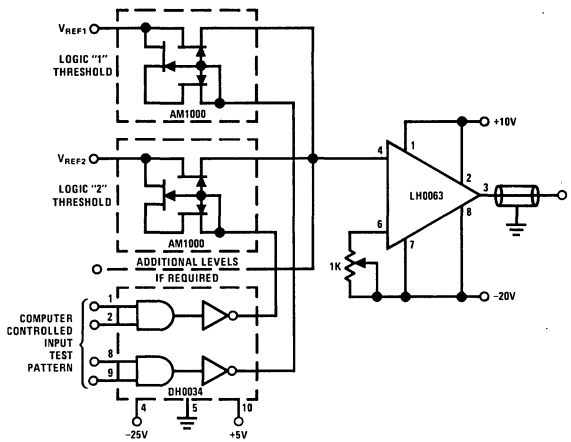 VREF1
LOGIC "1"
THRESHOLD
AM1000
VREF2
LOGIC "2"
THRESHOLD
AM1000
ADDITIONAL LEVELS
IF REQUIRED
COMPUTER
CONTROLLED
INPUT
TEST
PATTERN
1
2
8
9
DH0034
4
5
10
−25V
+5V
4
1
+10V
2
LH0063
3
8
6
7
1K
−20V